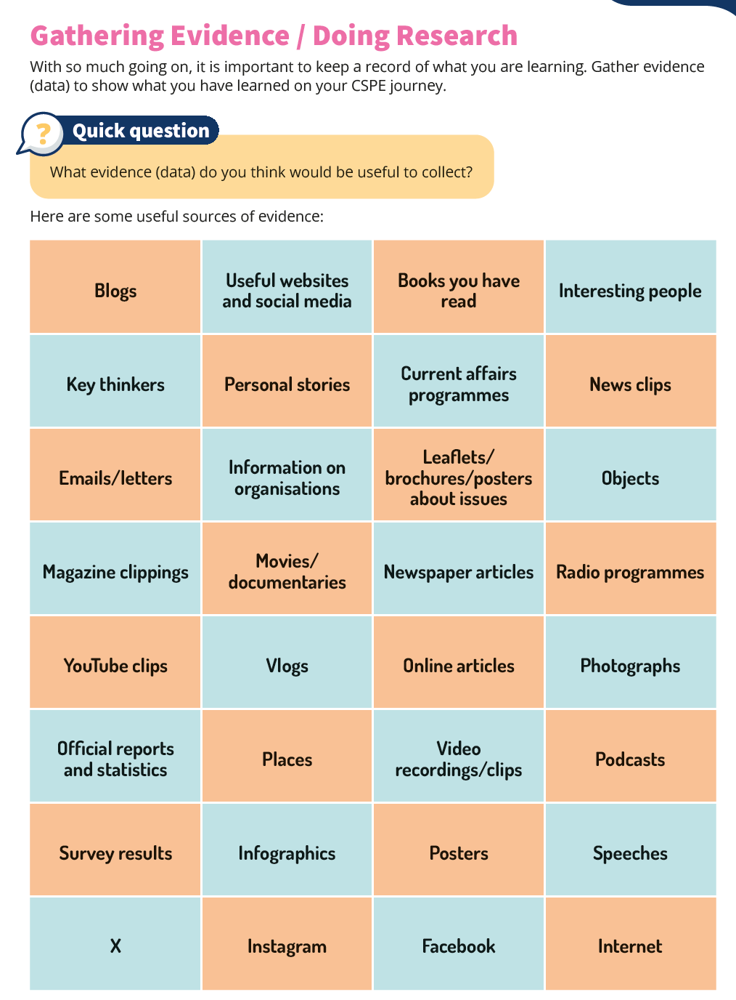 Gathering Evidence / Doing Research
With so much going on, it is important to keep a record of what you are learning. Gather evidence
(data) to show what you have learned on your CSPE journey.
?
Quick question
What evidence (data) do you think would be useful to collect?
Here are some useful sources of evidence:
Blogs
Useful websites
and social media
Books you have
read
Interesting people
Key thinkers
Personal stories
Current affairs
programmes
News clips
Emails/letters
Information on
organisations
Leaflets/
brochures/posters
about issues
Objects
Magazine clippings
Movies/
documentaries
Newspaper articles
Radio programmes
YouTube clips
Vlogs
Online articles
Photographs
Official reports
and statistics
Places
Video
recordings/clips
Podcasts
Survey results
Infographics
Posters
Speeches
X
Instagram
Facebook
Internet